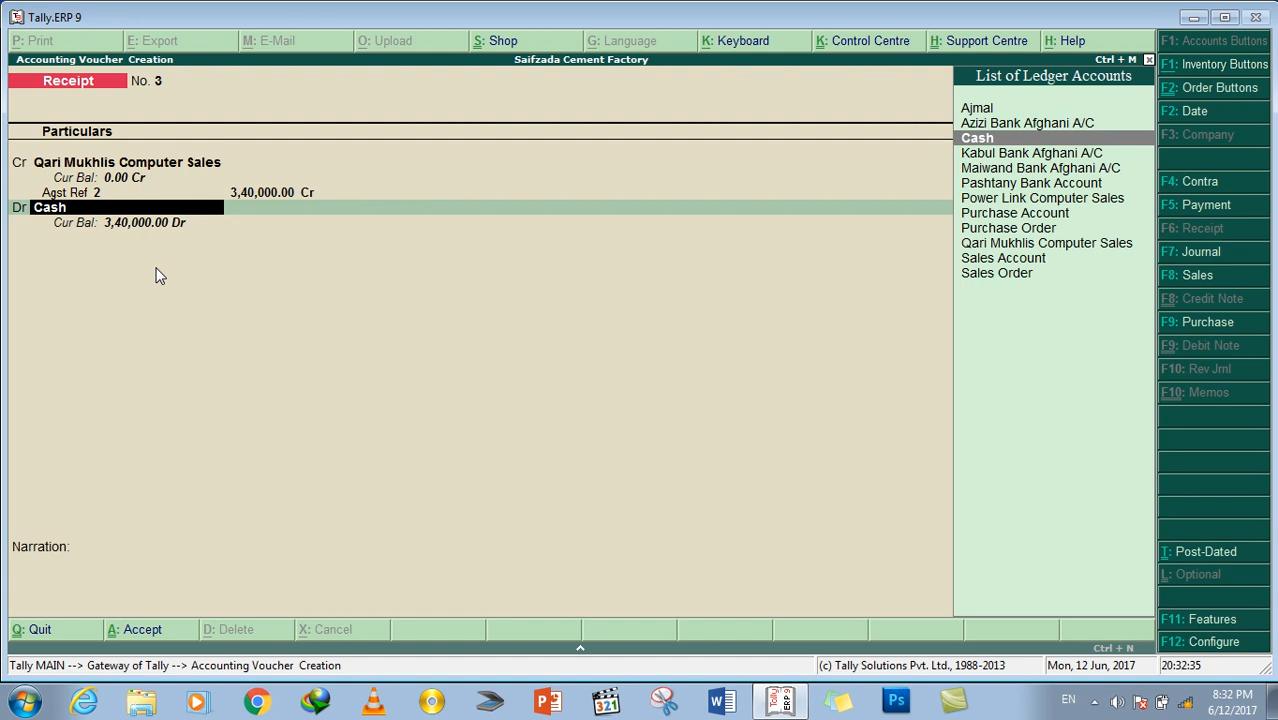 Tally.ERP 9
P: Print E: Export M: E-Mail O: Upload S: Shop G: Language K: Keyboard K: Control Centre H: Support Centre H: Help
Accounting Voucher Creation Saifzada Cement Factory Ctrl + M
Receipt No. 3
Particulars
Cr Qari Mukhlis Computer Sales
Cur Bal: 0.00 Cr
Agst Ref 2 3,40,000.00 Cr
Dr Cash
Cur Bal: 3,40,000.00 Dr
Narration:
List of Ledger Accounts
Ajmal
Azizi Bank Afghani A/C
Cash
Kabul Bank Afghani A/C
Maiwand Bank Afghani A/C
Pashtany Bank Account
Power Link Computer Sales
Purchase Account
Purchase Order
Qari Mukhlis Computer Sales
Sales Account
Sales Order
F1: Accounts Buttons
F1: Inventory Buttons
F2: Order Buttons
F2: Date
F3: Company
F4: Contra
F5: Payment
F6: Receipt
F7: Journal
F8: Sales
F8: Credit Note
F9: Purchase
F9: Debit Note
F10: Rev Jrnl
F10: Memos
T: Post-Dated
L: Optional
F11: Features
F12: Configure
Q: Quit A: Accept D: Delete X: Cancel
Ctrl + N
Tally MAIN --> Gateway of Tally --> Accounting Voucher Creation (c) Tally Solutions Pvt. Ltd., 1988-2013 Mon, 12 Jun, 2017 20:32:35
321
Ps
EN
8:32 PM
6/12/2017